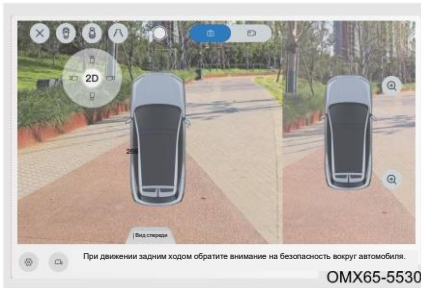 2D
Вид спереди
При движении задним ходом обратите внимание на безопасность вокруг автомобиля.
OMX65-5530